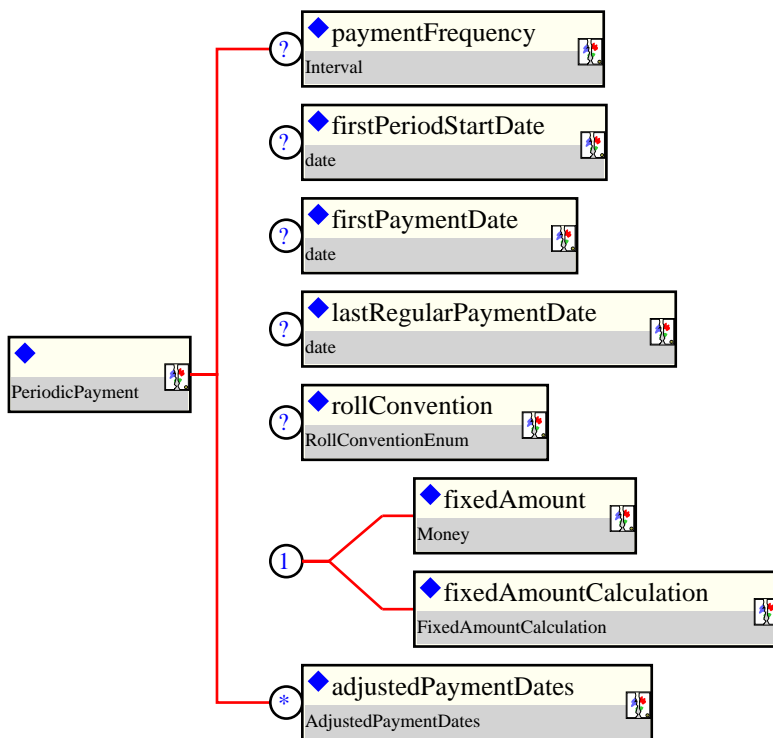 ?
paymentFrequency
Interval
?
firstPeriodStartDate
date
?
firstPaymentDate
date
?
lastRegularPaymentDate
date
PeriodicPayment
?
rollConvention
RollConventionEnum
1
fixedAmount
Money
fixedAmountCalculation
FixedAmountCalculation
*
adjustedPaymentDates
AdjustedPaymentDates